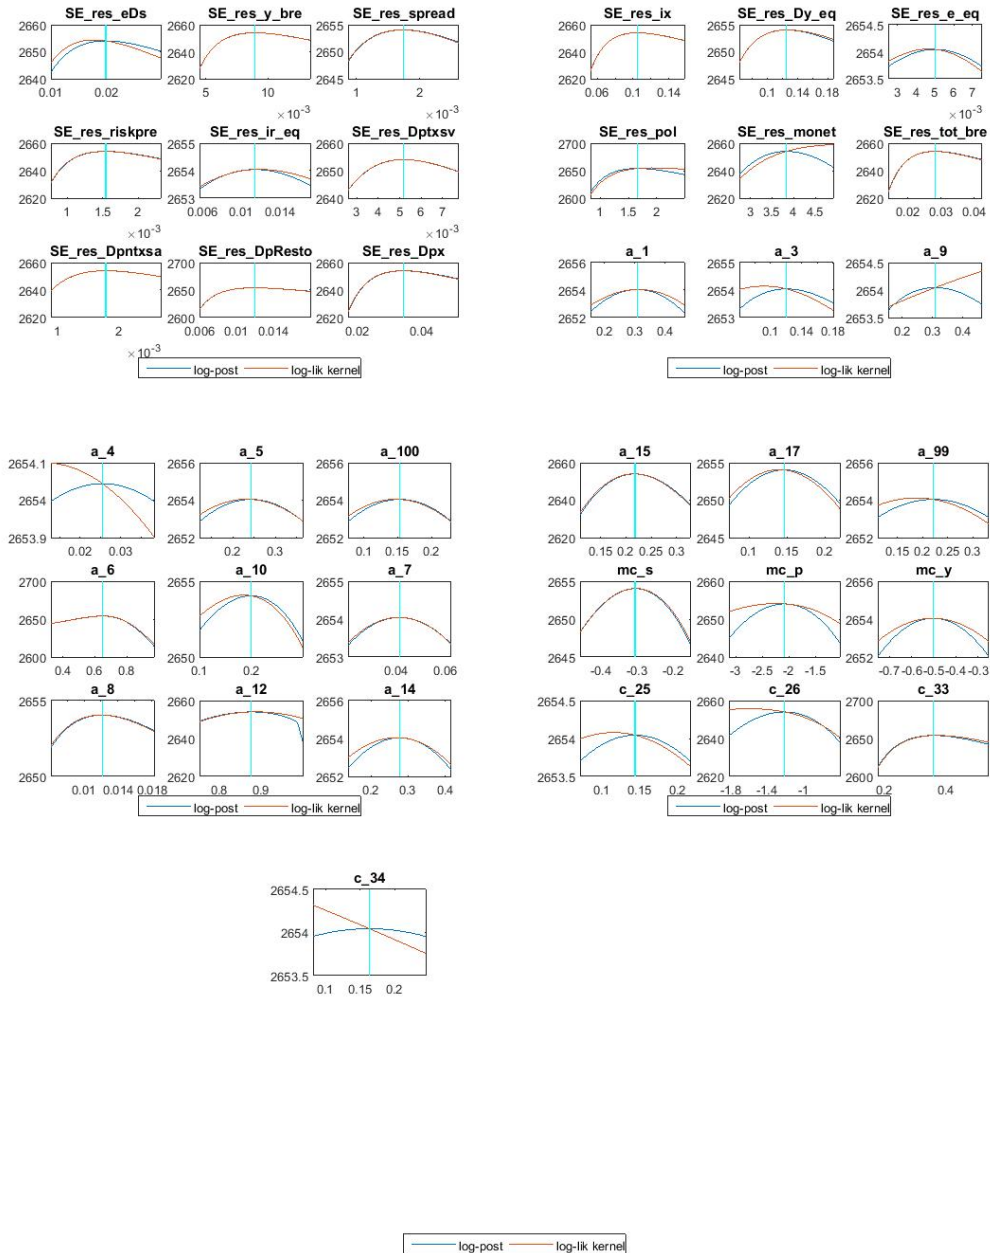 SE_res_eDs
2660
2650
2640
0.01 0.02
SE_res_y_bre
2660
2640
2620
5 10
× 10⁻³
SE_res_spread
2655
2650
2645
1 2
× 10⁻³
SE_res_ix
2660
2640
2620
0.06 0.1 0.14
SE_res_Dy_eq
2655
2650
2645
0.1 0.14 0.18
SE_res_e_eq
2654.5
2654
2653.5
3 4 5 6 7
× 10⁻³
SE_res_riskpre
2660
2640
2620
1 1.5 2
× 10⁻³
SE_res_ir_eq
2655
2654
2653
0.006 0.01 0.014
SE_res_Dptxsv
2660
2640
2620
3 4 5 6 7
× 10⁻³
SE_res_pol
2700
2650
2600
1 1.5 2
SE_res_monet
2660
2640
2620
3 3.5 4 4.5
SE_res_tot_bre
2660
2640
2620
0.02 0.03 0.04
SE_res_Dpntxsa
2660
2640
2620
1 2
× 10⁻³
SE_res_DpResto
2700
2650
2600
0.006 0.01 0.014
SE_res_Dpx
2660
2640
2620
0.02 0.04
log-post log-lik kernel
a_1
2656
2654
2652
0.2 0.3 0.4
a_3
2655
2654
2653
0.1 0.14 0.18
a_9
2654.5
2654
2653.5
0.2 0.3 0.4
log-post log-lik kernel
a_4
2654.1
2654
2653.9
0.02 0.03
a_5
2656
2654
2652
0.2 0.3
a_100
2656
2654
2652
0.1 0.15 0.2
a_15
2660
2640
2620
0.1 0.15 0.2 0.25 0.3
a_17
2655
2650
2645
0.1 0.15 0.2
a_99
2656
2654
2652
0.15 0.2 0.25 0.3
a_6
2700
2650
2600
0.4 0.6 0.8
a_10
2655
2650
0.1 0.2
a_7
2655
2654
2653
0.04 0.06
mc_s
2655
2650
2645
-0.4 -0.3 -0.2
mc_p
2660
2650
2640
-3 -2.5 -2 -1.5
mc_y
2656
2654
2652
-0.7 -0.6 -0.5 -0.4 -0.3
a_8
2655
2650
0.01 0.014 0.018
a_12
2660
2640
2620
0.8 0.9
a_14
2656
2654
2652
0.2 0.3 0.4
log-post log-lik kernel
c_25
2654.5
2654
2653.5
0.1 0.15 0.2
c_26
2660
2640
2620
-1.8 -1.4 -1
c_33
2700
2650
2600
0.2 0.4
log-post log-lik kernel
c_34
2654.5
2654
2653.5
0.1 0.15 0.2
log-post log-lik kernel